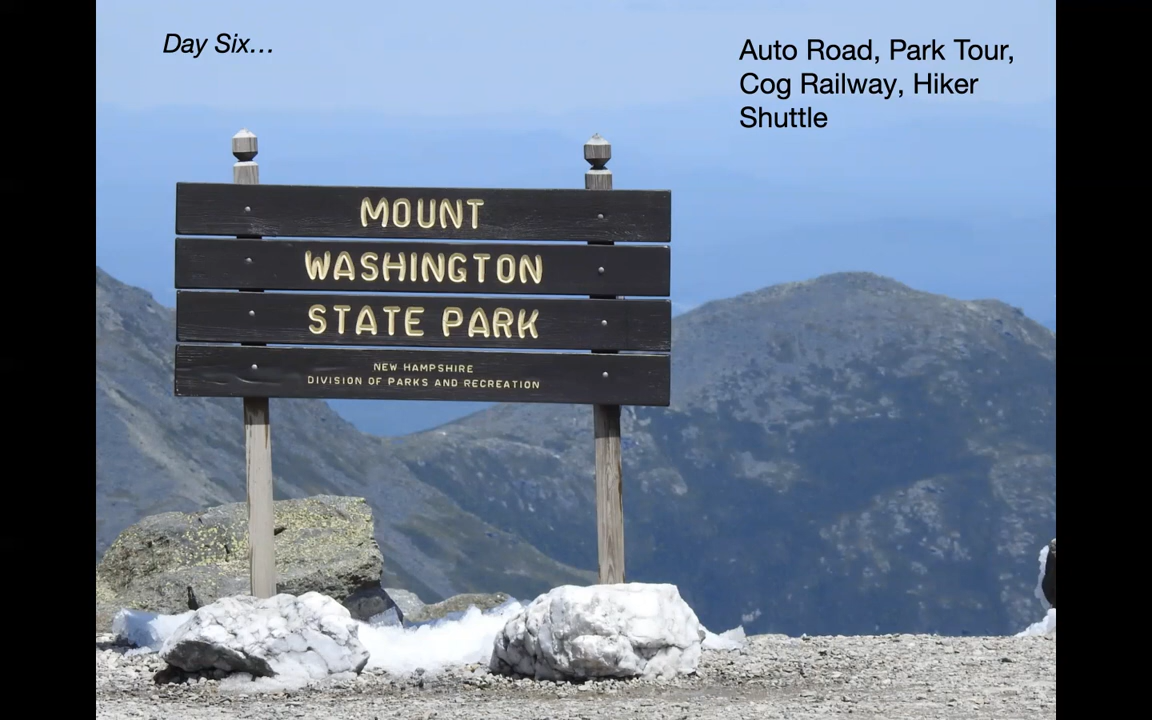 Day Six…
Auto Road, Park Tour,
Cog Railway, Hiker
Shuttle
MOUNT
WASHINGTON
STATE PARK
NEW HAMPSHIRE
DIVISION OF PARKS AND RECREATION